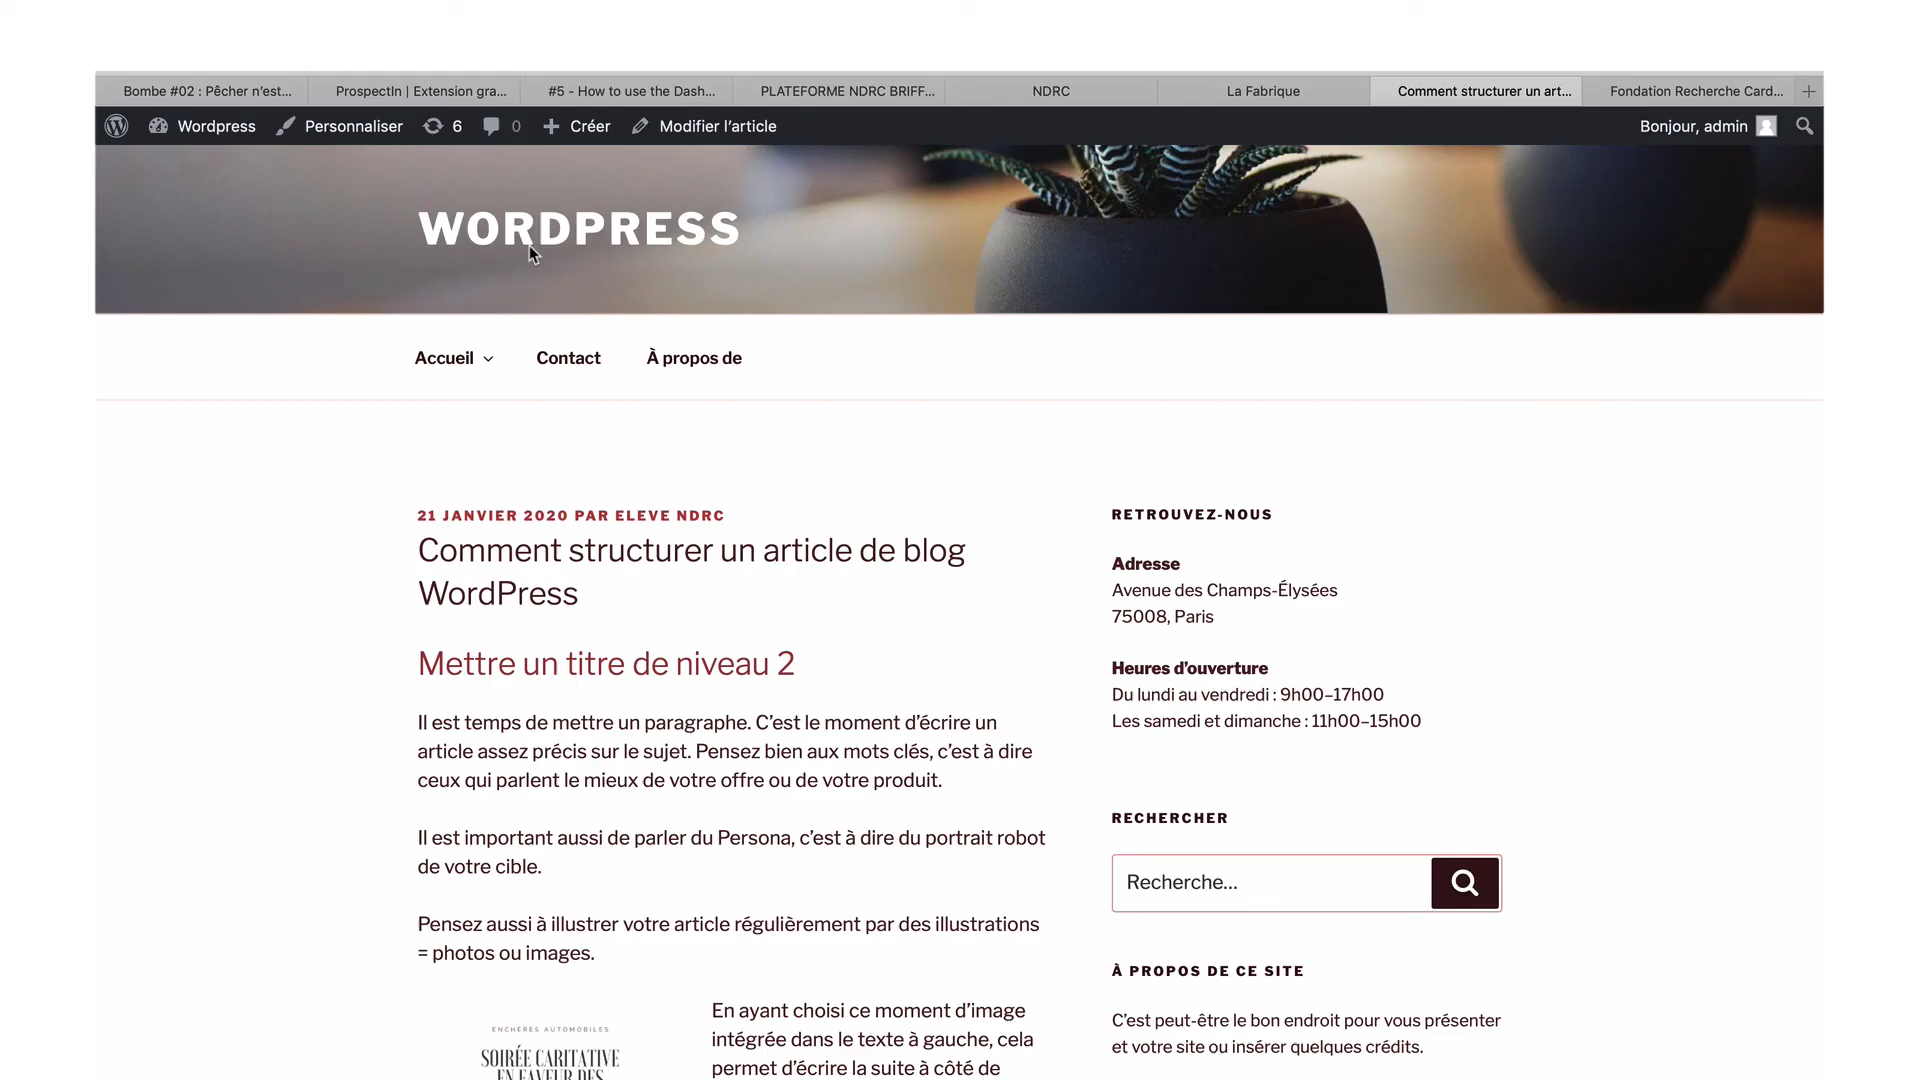 Bombe #02 : Pêcher n'est...
ProspectIn | Extension gra...
#5 - How to use the Dash...
PLATEFORME NDRC BRIFF...
NDRC
La Fabrique
Comment structurer un art...
Fondation Recherche Card...
Wordpress
Personnaliser
6
0
Créer
Modifier l'article
Bonjour, admin
WORDPRESS
Accueil
Contact
À propos de
21 JANVIER 2020 PAR ELEVE NDRC
Comment structurer un article de blog
WordPress
Mettre un titre de niveau 2
Il est temps de mettre un paragraphe. C'est le moment d'écrire un
article assez précis sur le sujet. Pensez bien aux mots clés, c'est à dire
ceux qui parlent le mieux de votre offre ou de votre produit.
Il est important aussi de parler du Persona, c'est à dire du portrait robot
de votre cible.
Pensez aussi à illustrer votre article régulièrement par des illustrations
= photos ou images.
ENCHÈRES AUTOMOBILES
SOIRÉE CARITATIVE
EN FAVEUR DES
En ayant choisi ce moment d'image
intégrée dans le texte à gauche, cela
permet d'écrire la suite à côté de
RETROUVEZ-NOUS
Adresse
Avenue des Champs-Élysées
75008, Paris
Heures d'ouverture
Du lundi au vendredi : 9h00–17h00
Les samedi et dimanche : 11h00–15h00
RECHERCHER
Recherche...
À PROPOS DE CE SITE
C'est peut-être le bon endroit pour vous présenter
et votre site ou insérer quelques crédits.